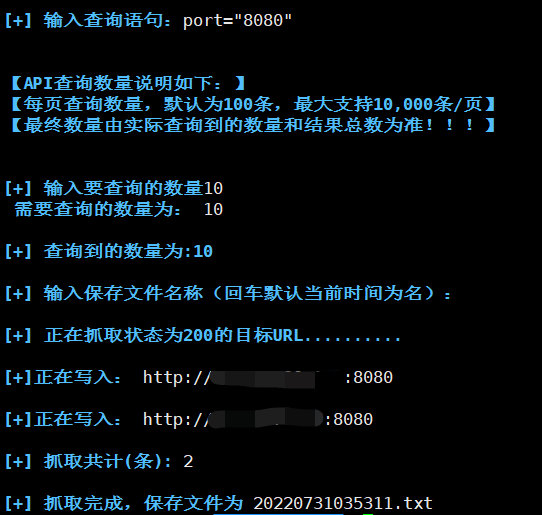 [+] 输入查询语句：port="8080"
【API查询数量说明如下：】
【每页查询数量，默认为100条，最大支持10,000条/页】
【最终数量由实际查询到的数量和结果总数为准！！！】
[+] 输入要查询的数量10
需要查询的数量为： 10
[+] 查询到的数量为:10
[+] 输入保存文件名称（回车默认当前时间为名）：
[+] 正在抓取状态为200的目标URL..........
[+]正在写入： http:// :8080
[+]正在写入： http:// :8080
[+] 抓取共计(条): 2
[+] 抓取完成，保存文件为 20220731035311.txt